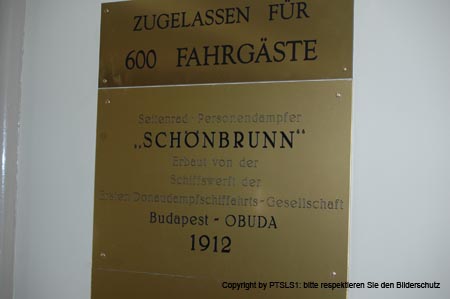 ZUGELASSEN FÜR
600 FAHRGÄSTE
Seitenrad-Personendampfer
„SCHÖNBRUNN“
Erbaut von der
Schiffswerft der
Ersten Donaudampfschiffahrts-Gesellschaft
Budapest - OBUDA
1912
Copyright by PTSLS1: bitte respektieren Sie den Bilderschutz